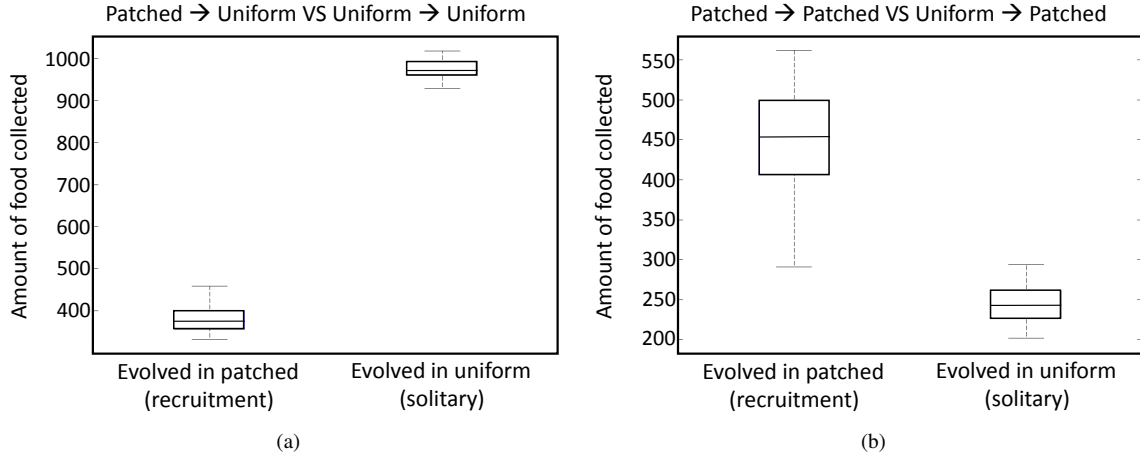 Patched → Uniform VS Uniform → Uniform
Amount of food collected
1000
900
800
700
600
500
400
Evolved in patched
(recruitment)
Evolved in uniform
(solitary)
(a)
Patched → Patched VS Uniform → Patched
Amount of food collected
550
500
450
400
350
300
250
200
Evolved in patched
(recruitment)
Evolved in uniform
(solitary)
(b)